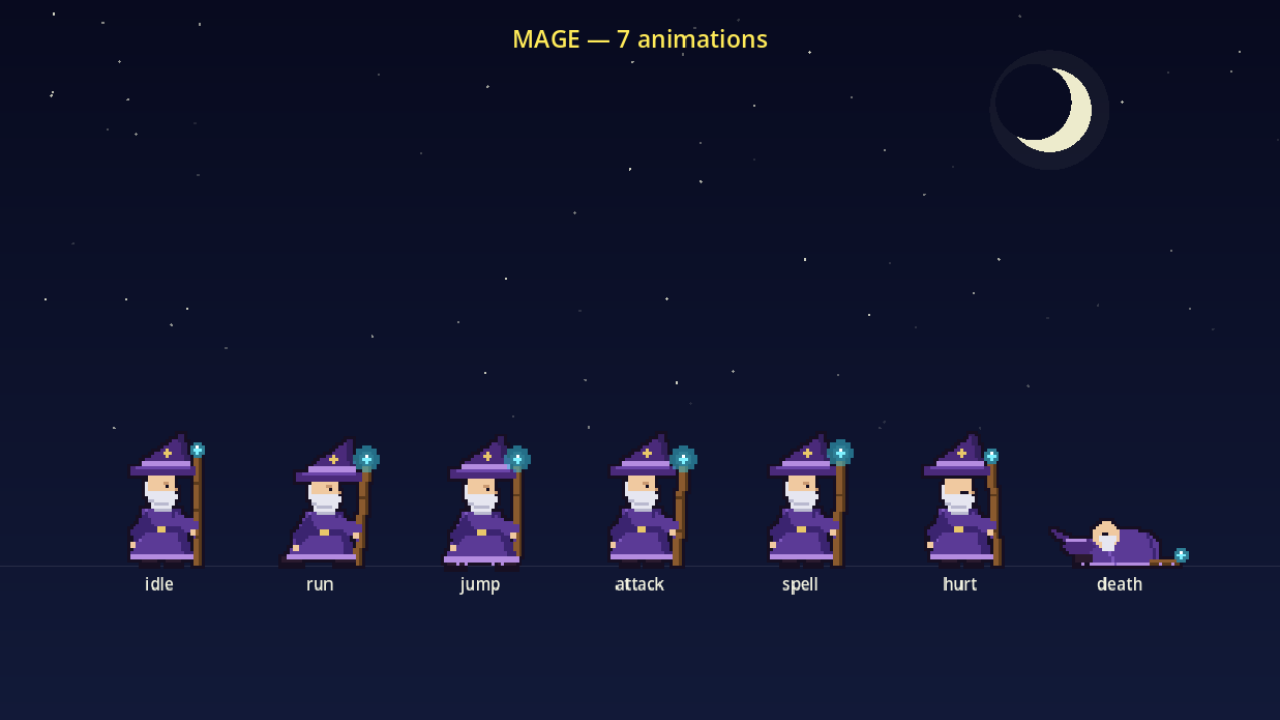 MAGE — 7 animations
idle
run
jump
attack
spell
hurt
death